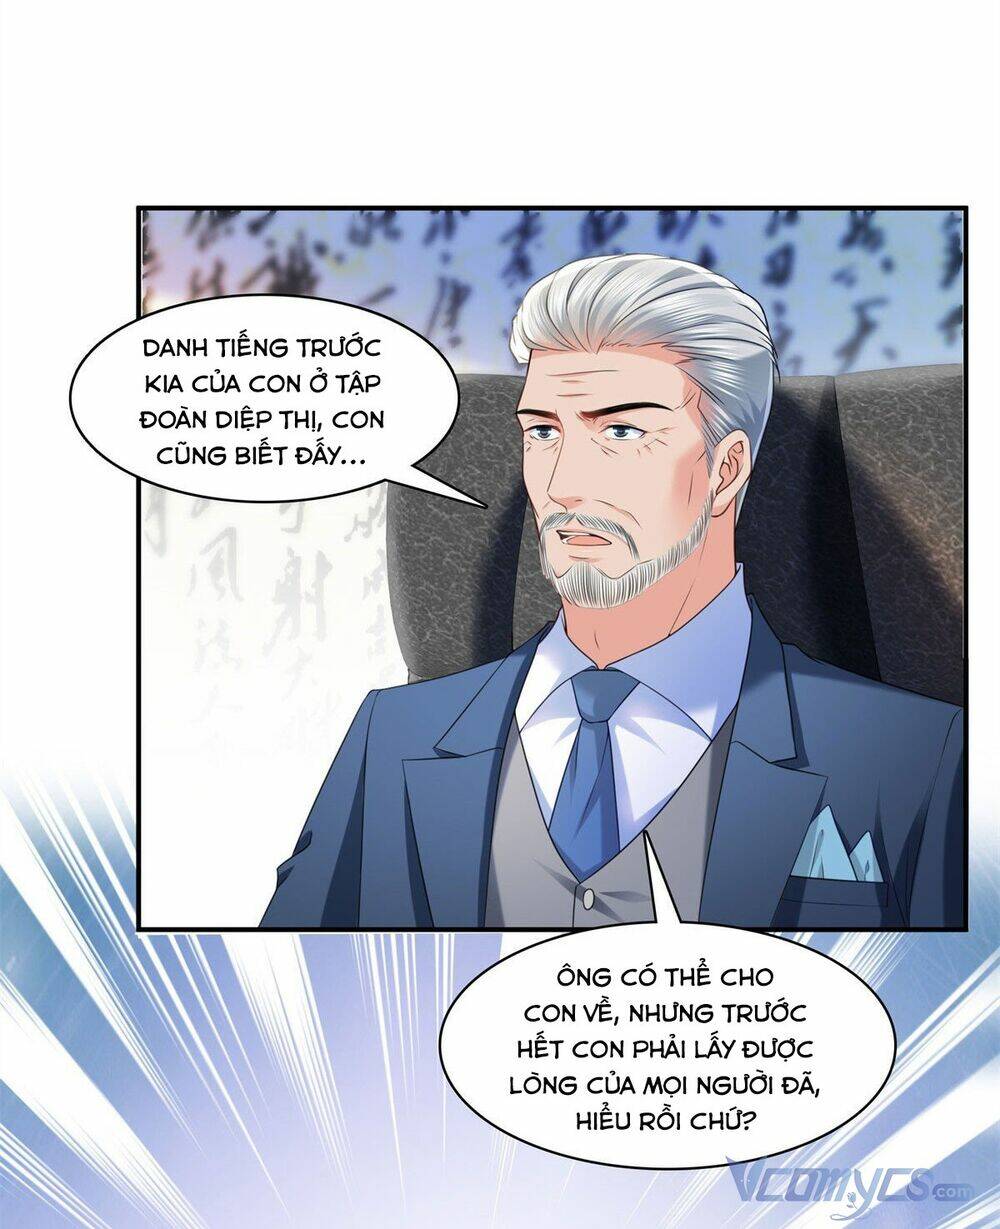 DANH TIẾNG TRƯỚC
KIA CỦA CON Ở TẬP
ĐOÀN DIỆP THỊ, CON
CŨNG BIẾT ĐẤY...
ÔNG CÓ THỂ CHO
CON VỀ, NHƯNG TRƯỚC
HẾT CON PHẢI LẤY ĐƯỢC
LÒNG CỦA MỌI NGƯỜI ĐÃ,
HIỂU RỒI CHỨ?
Vcomycs.com